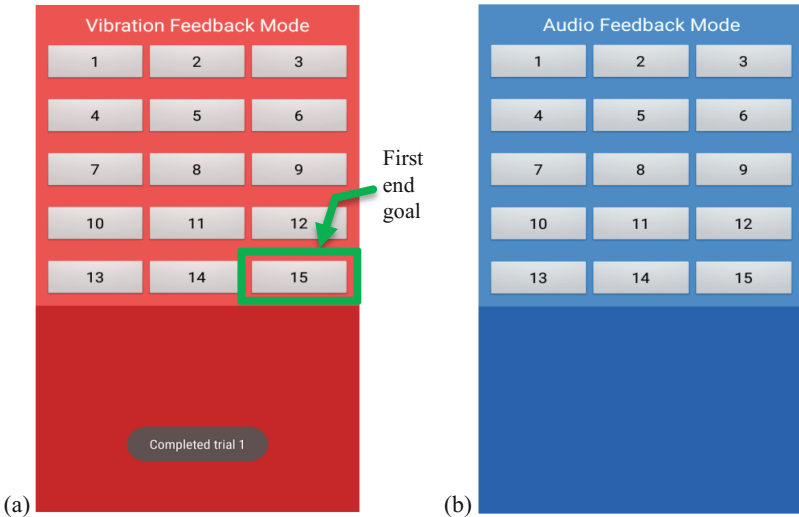 Vibration Feedback Mode
1 2 3
4 5 6
7 8 9
10 11 12
13 14 15
Completed trial 1
(a)
First
end
goal
Audio Feedback Mode
1 2 3
4 5 6
7 8 9
10 11 12
13 14 15
(b)